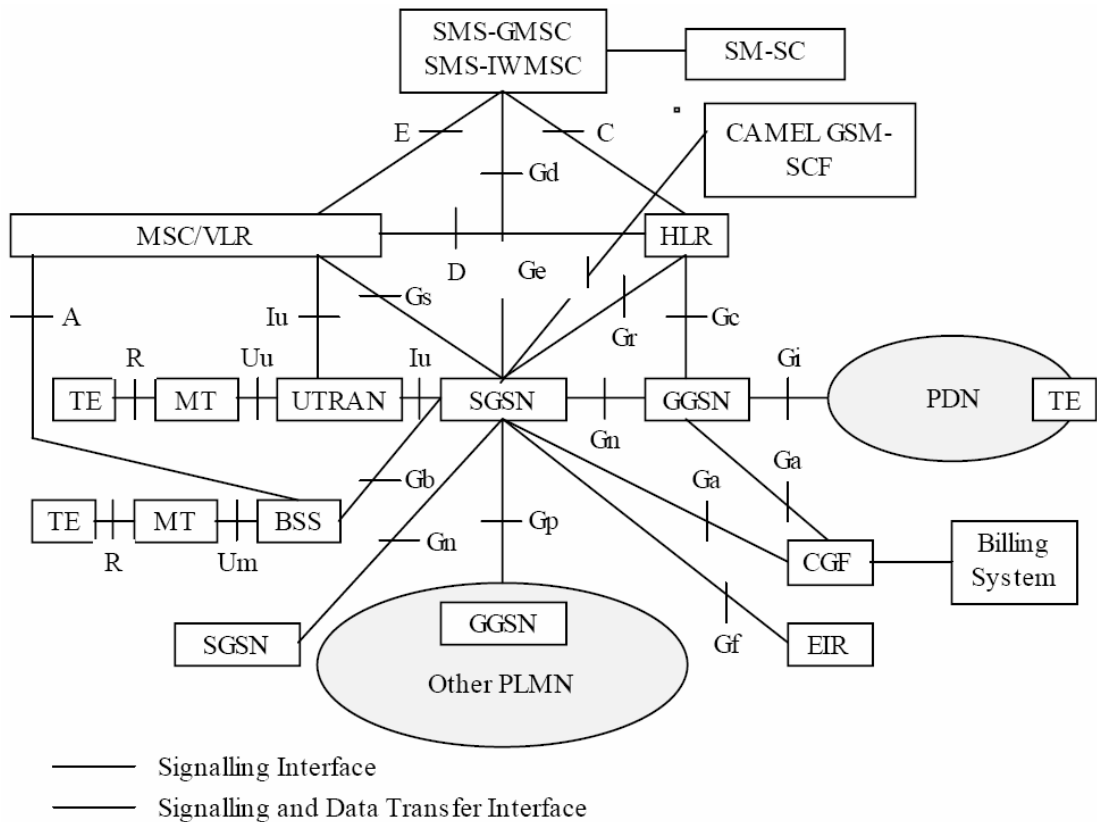 SMS-GMSC
SMS-IWMSC
SM-SC
CAMEL GSM-
SCF
E
C
Gd
MSC/VLR
HLR
D
Ge
Gs
Gr
Gc
A
Iu
R
Uu
Iu
Gi
TE
MT
UTRAN
SGSN
GGSN
PDN
TE
Gn
Ga
Ga
Gb
TE
MT
BSS
R
Um
Gn
Gp
CGF
Billing
System
SGSN
GGSN
Gf
EIR
Other PLMN
Signalling Interface
Signalling and Data Transfer Interface